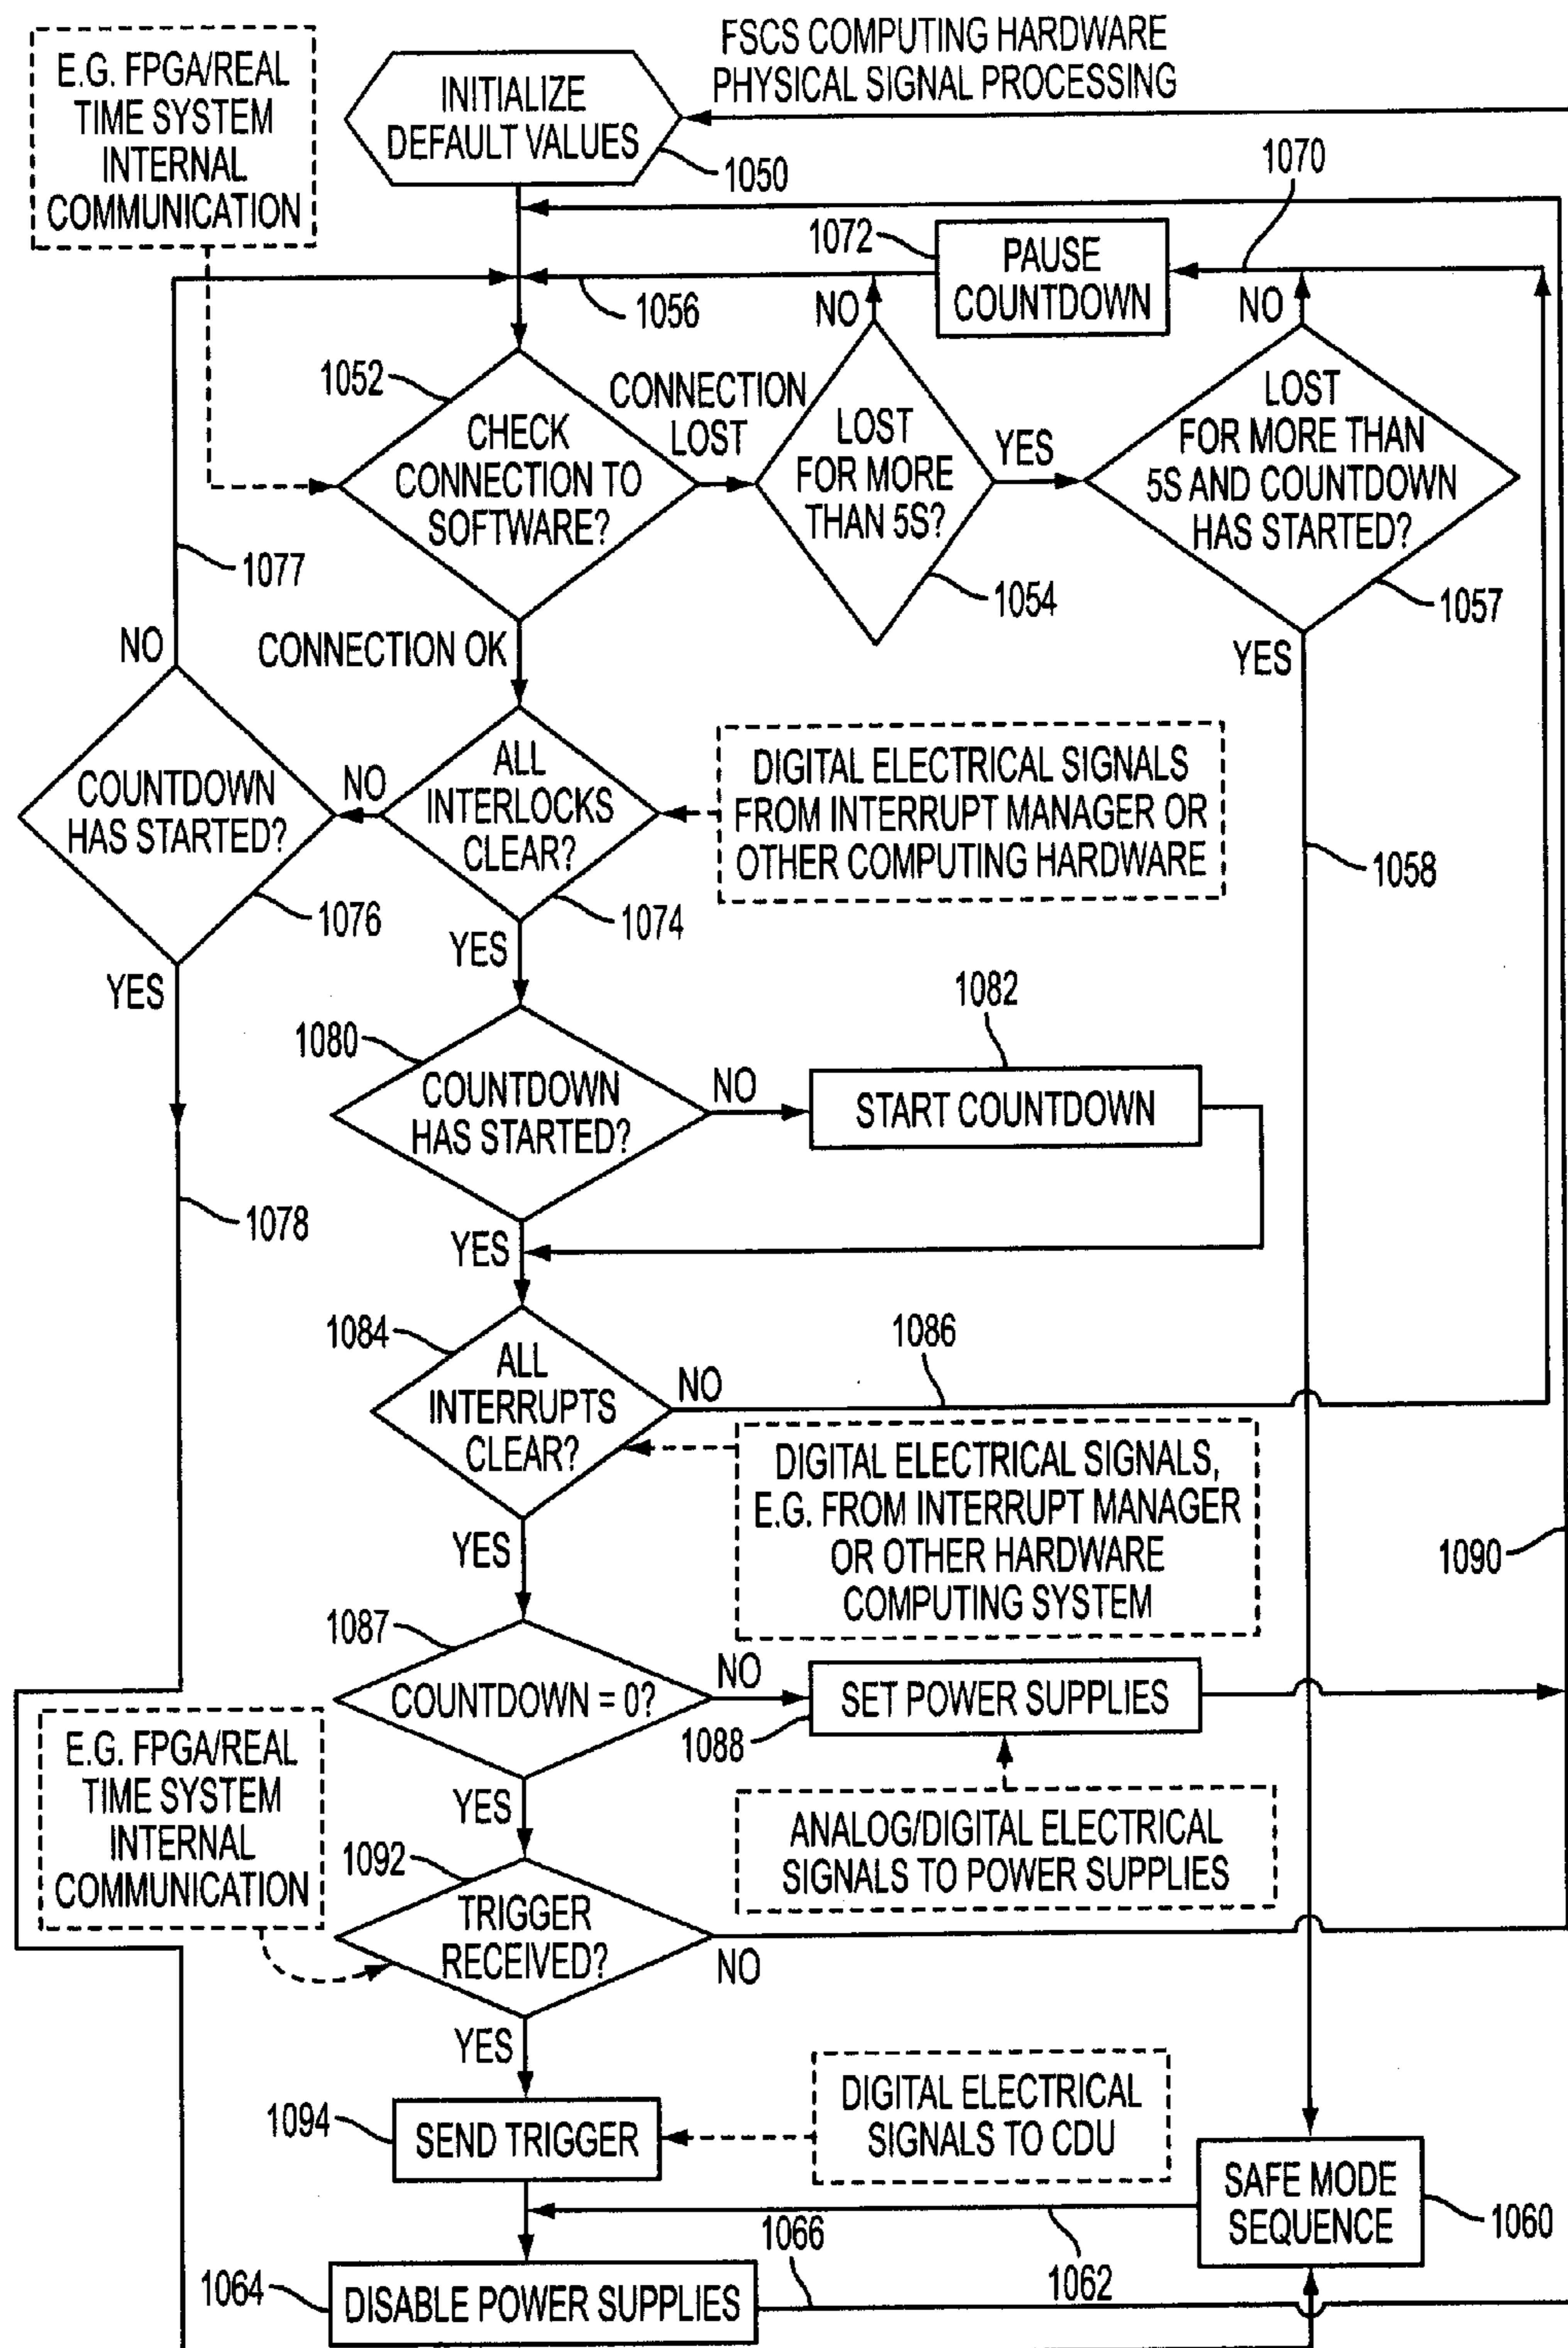 FSCS COMPUTING HARDWARE
PHYSICAL SIGNAL PROCESSING
E.G. FPGA/REAL
TIME SYSTEM
INTERNAL
COMMUNICATION
INITIALIZE
DEFAULT VALUES
1050
1070
1072
PAUSE
COUNTDOWN
1056
NO
NO
1052
CHECK
CONNECTION TO
SOFTWARE?
CONNECTION
LOST
LOST
FOR MORE
THAN 5S?
YES
LOST
FOR MORE THAN
5S AND COUNTDOWN
HAS STARTED?
1077
1054
1057
NO
CONNECTION OK
YES
COUNTDOWN
HAS STARTED?
NO
ALL
INTERLOCKS
CLEAR?
DIGITAL ELECTRICAL SIGNALS
FROM INTERRUPT MANAGER OR
OTHER COMPUTING HARDWARE
1058
1076
1074
YES
YES
1080
COUNTDOWN
HAS STARTED?
NO
1082
START COUNTDOWN
1078
YES
1084
ALL
INTERRUPTS
CLEAR?
NO
1086
DIGITAL ELECTRICAL SIGNALS,
E.G. FROM INTERRUPT MANAGER
OR OTHER HARDWARE
COMPUTING SYSTEM
1090
YES
1087
COUNTDOWN = 0?
NO
SET POWER SUPPLIES
1088
E.G. FPGA/REAL
TIME SYSTEM
INTERNAL
COMMUNICATION
YES
ANALOG/DIGITAL ELECTRICAL
SIGNALS TO POWER SUPPLIES
1092
TRIGGER
RECEIVED?
NO
YES
1094
SEND TRIGGER
DIGITAL ELECTRICAL
SIGNALS TO CDU
SAFE MODE
SEQUENCE
1060
1066
1062
1064
DISABLE POWER SUPPLIES